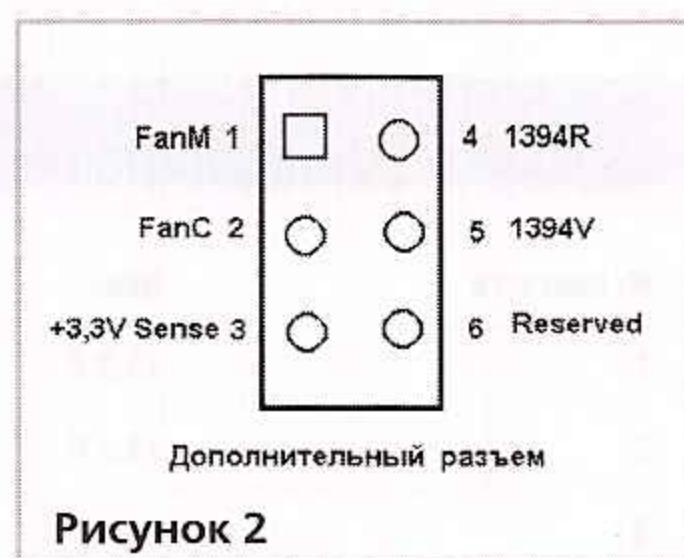 FanM 1 4 1394R
FanC 2 5 1394V
+3,3V Sense 3 6 Reserved
Дополнительный разъем
Рисунок 2